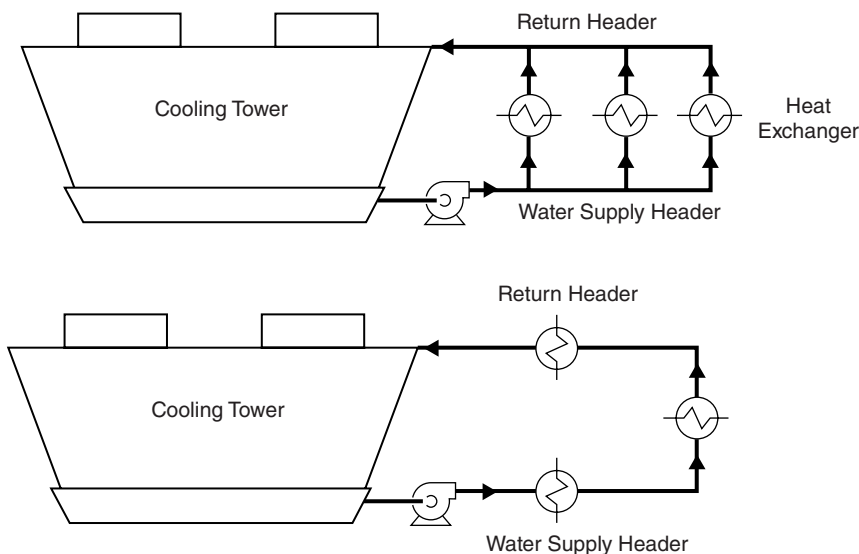 Return Header
Cooling Tower
Heat
Exchanger
Water Supply Header
Return Header
Cooling Tower
Water Supply Header